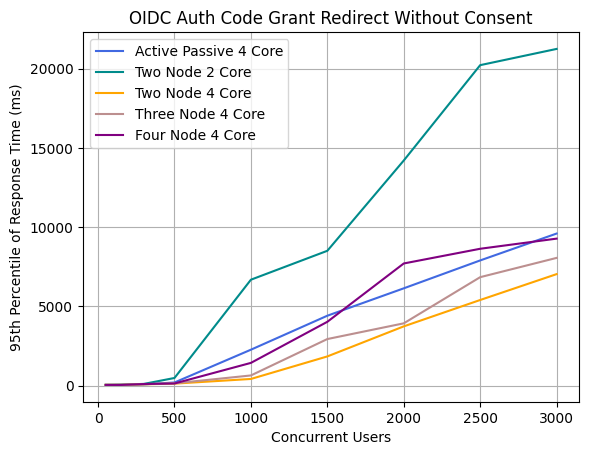 OIDC Auth Code Grant Redirect Without Consent
Active Passive 4 Core
Two Node 2 Core
Two Node 4 Core
Three Node 4 Core
Four Node 4 Core
95th Percentile of Response Time (ms)
20000
15000
10000
5000
0
0 500 1000 1500 2000 2500 3000
Concurrent Users